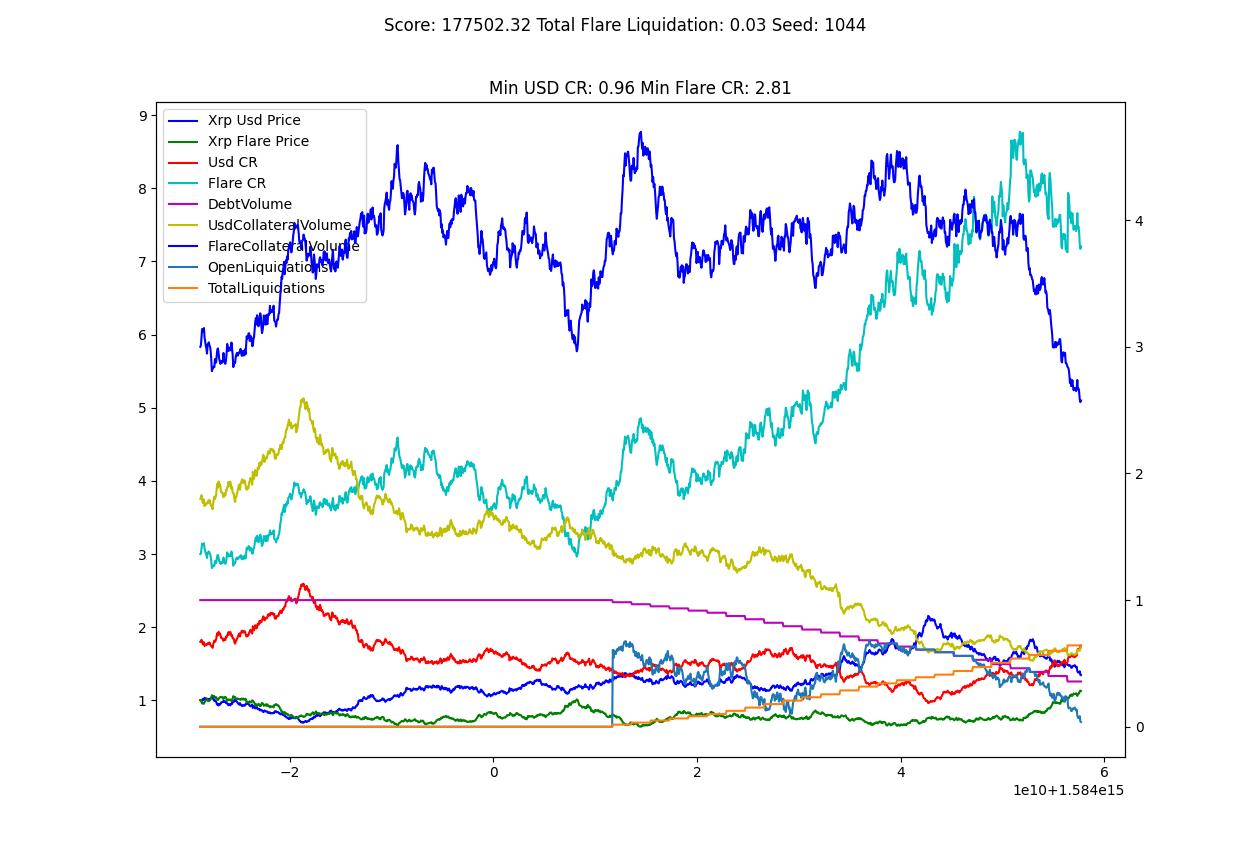 Score: 177502.32 Total Flare Liquidation: 0.03 Seed: 1044
Min USD CR: 0.96 Min Flare CR: 2.81
9
8
7
6
5
4
3
2
1
Xrp Usd Price
Xrp Flare Price
Usd CR
Flare CR
DebtVolume
UsdCollateralVolume
FlareCollateralVolume
OpenLiquidations
TotalLiquidations
4
3
2
1
0
−2
0
2
4
6
1e10+1.584e15